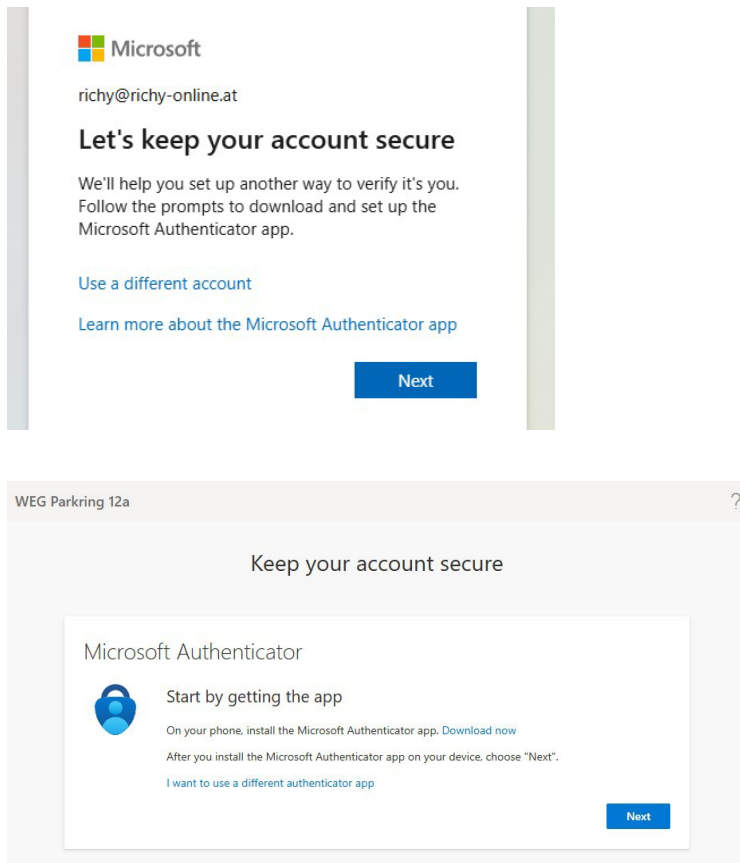 Microsoft
richy@richy-online.at
Let's keep your account secure
We'll help you set up another way to verify it's you.
Follow the prompts to download and set up the
Microsoft Authenticator app.
Use a different account
Learn more about the Microsoft Authenticator app
Next
WEG Parkring 12a ?
Keep your account secure
Microsoft Authenticator
Start by getting the app
On your phone, install the Microsoft Authenticator app. Download now
After you install the Microsoft Authenticator app on your device, choose "Next".
I want to use a different authenticator app
Next